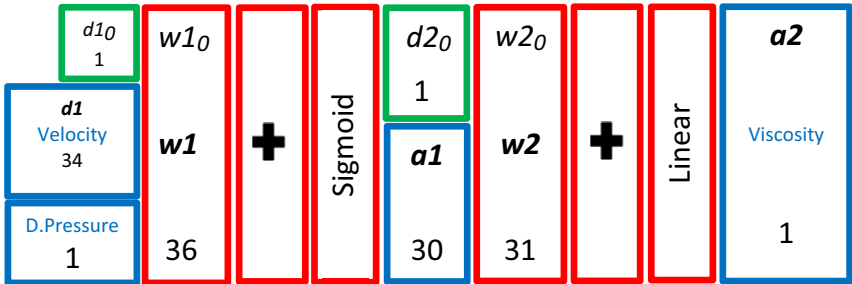 d1₀
1
d1
Velocity
34
D.Pressure
1
w1₀
w1
36
+
Sigmoid
d2₀
1
a1
30
w2₀
w2
31
+
Linear
a2
Viscosity
1